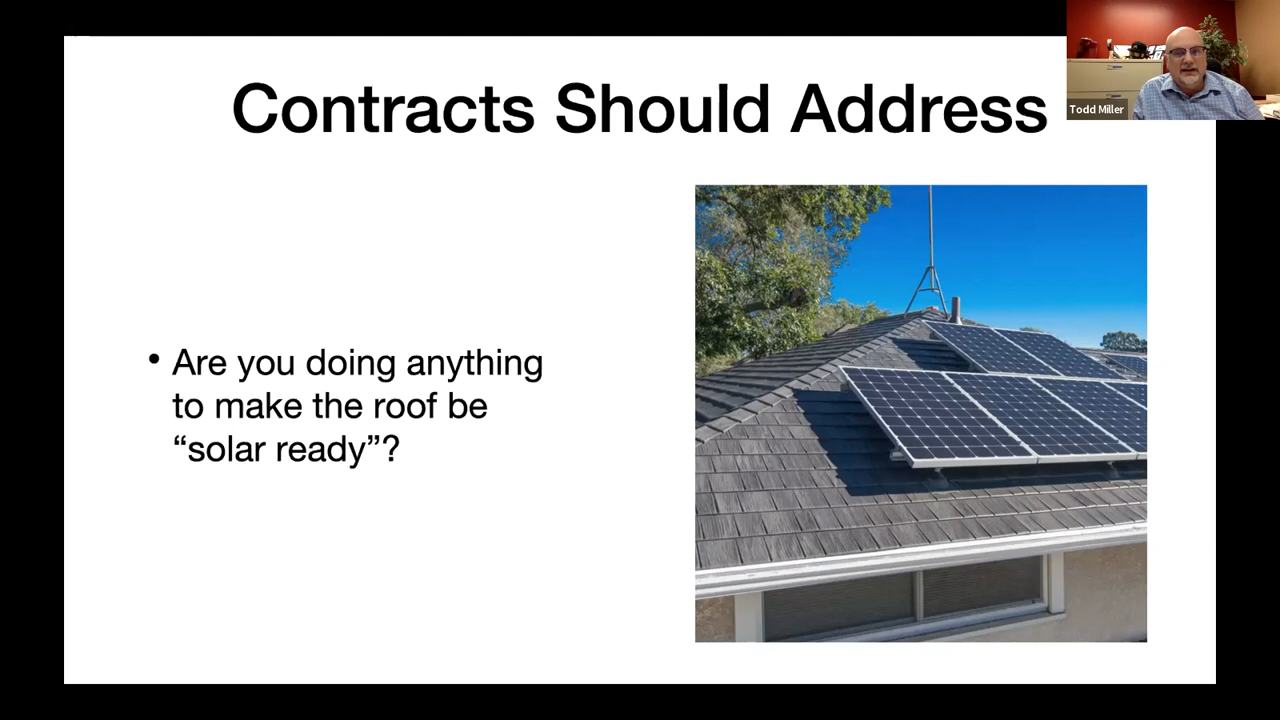 Contracts Should Address
Todd Miller
• Are you doing anything
to make the roof be
“solar ready”?